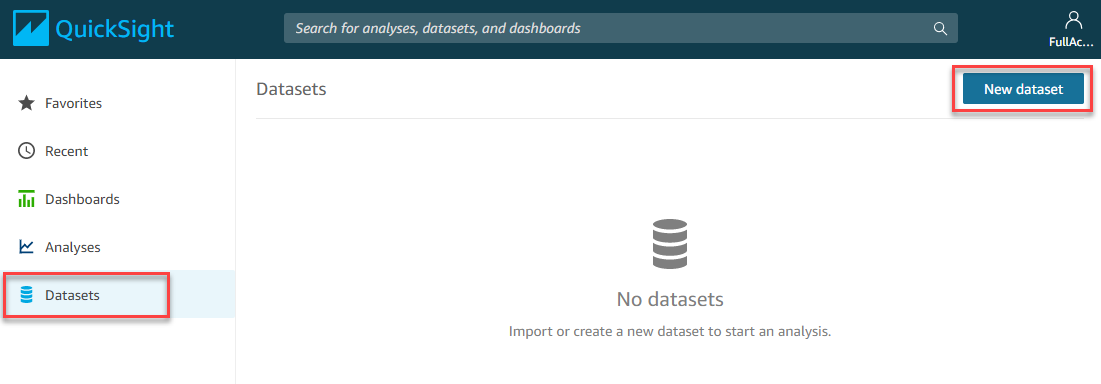 QuickSight
Search for analyses, datasets, and dashboards
FullAc...
Favorites
Recent
Dashboards
Analyses
Datasets
Datasets
New dataset
No datasets
Import or create a new dataset to start an analysis.